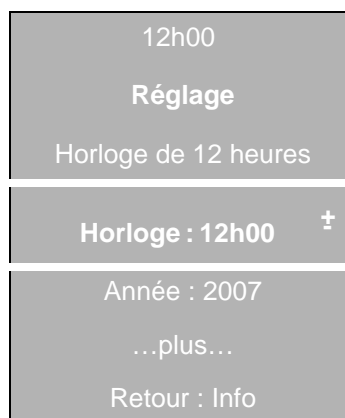 12h00
Réglage
Horloge de 12 heures
Horloge : 12h00 ±
Année : 2007
…plus…
Retour : Info